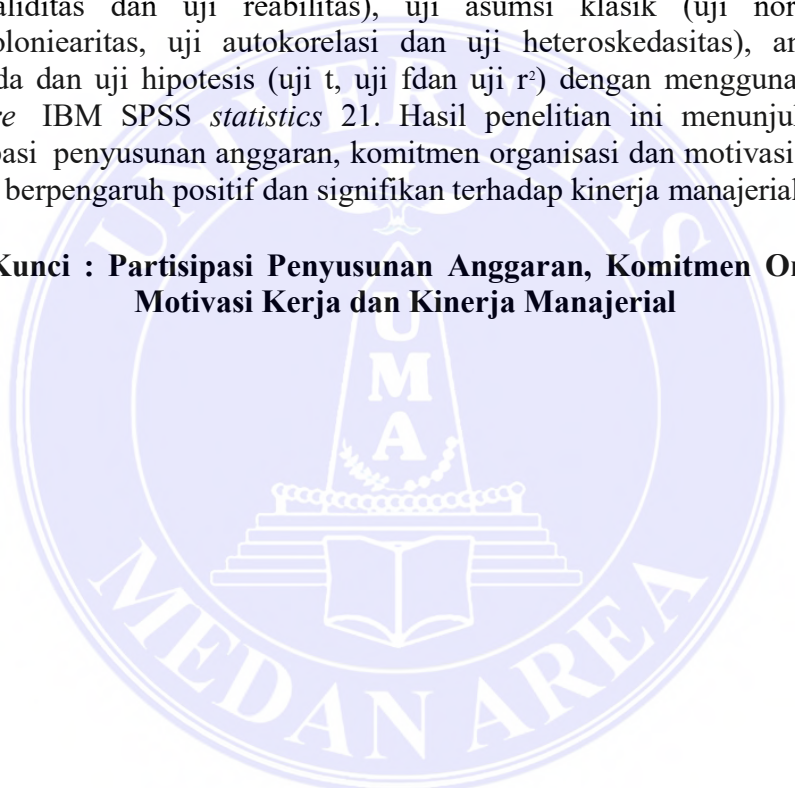 aliditas dan uji reabilitas), uji asumsi klasik (uji nor
oloniearitas, uji autokorelasi dan uji heteroskedasitas), an
da dan uji hipotesis (uji t, uji fdan uji r²) dengan mengguna
re IBM SPSS statistics 21. Hasil penelitian ini menunjul
pasi penyusunan anggaran, komitmen organisasi dan motivasi
berpengaruh positif dan signifikan terhadap kinerja manajerial
Kunci : Partisipasi Penyusunan Anggaran, Komitmen Or
Motivasi Kerja dan Kinerja Manajerial
UNIVERSITAS
U
M
A
MEDAN AREA